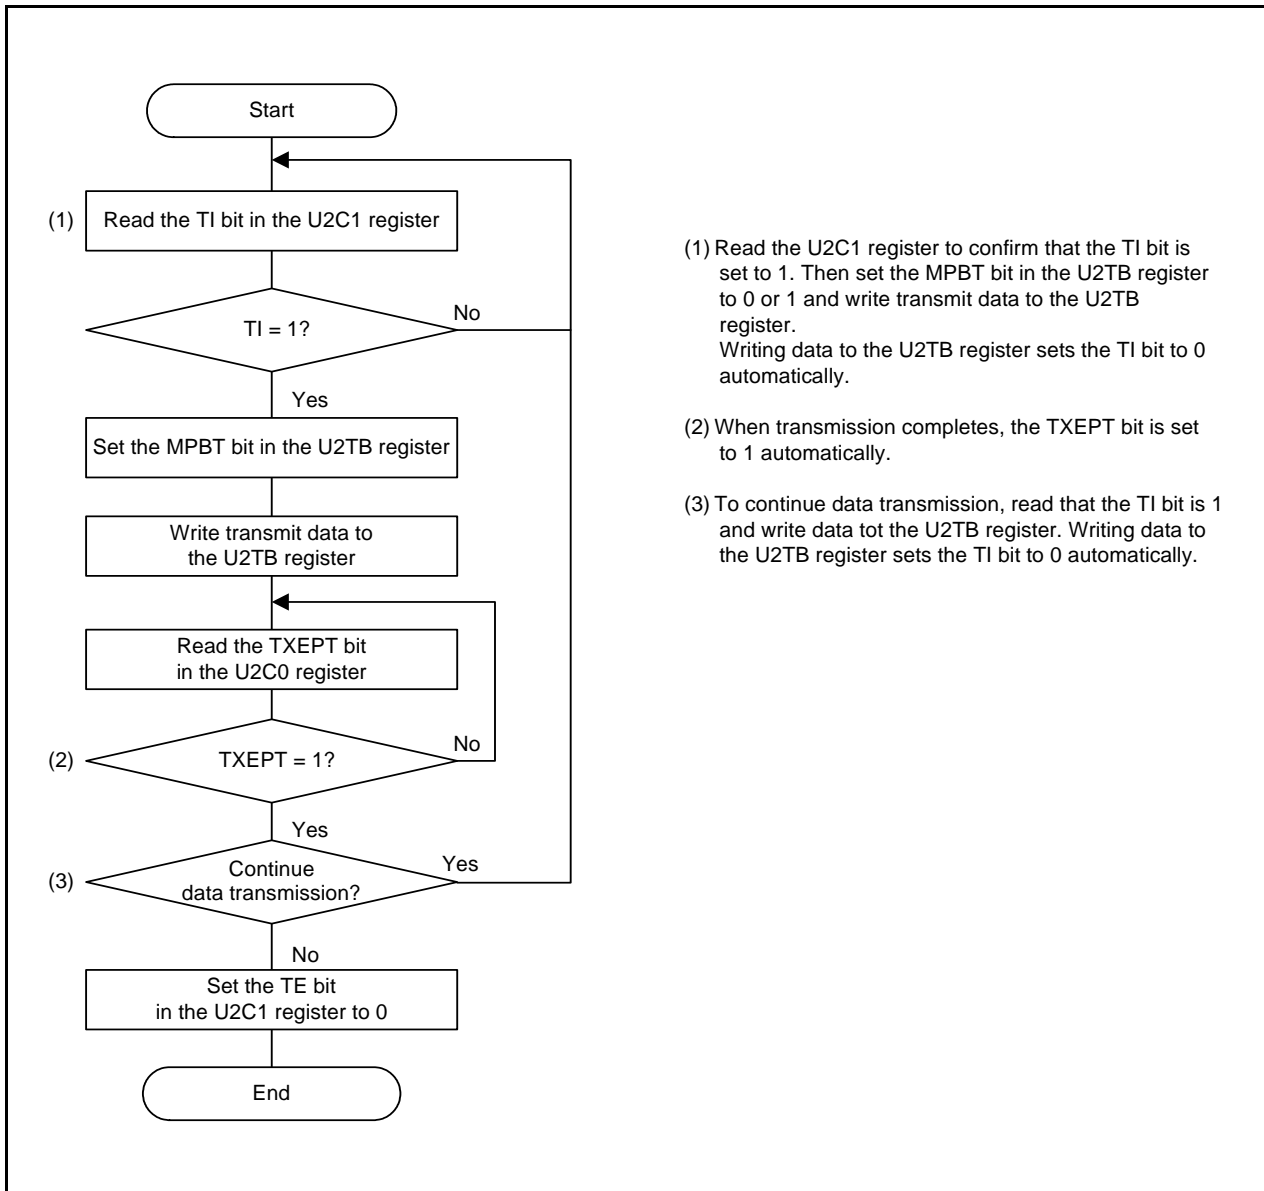 Start
(1)
Read the TI bit in the U2C1 register
TI = 1?
No
Yes
Set the MPBT bit in the U2TB register
Write transmit data to
the U2TB register
Read the TXEPT bit
in the U2C0 register
(2)
TXEPT = 1?
No
Yes
(3)
Continue
data transmission?
Yes
No
Set the TE bit
in the U2C1 register to 0
End
(1) Read the U2C1 register to confirm that the TI bit is
set to 1. Then set the MPBT bit in the U2TB register
to 0 or 1 and write transmit data to the U2TB
register.
Writing data to the U2TB register sets the TI bit to 0
automatically.
(2) When transmission completes, the TXEPT bit is set
to 1 automatically.
(3) To continue data transmission, read that the TI bit is 1
and write data tot the U2TB register. Writing data to
the U2TB register sets the TI bit to 0 automatically.